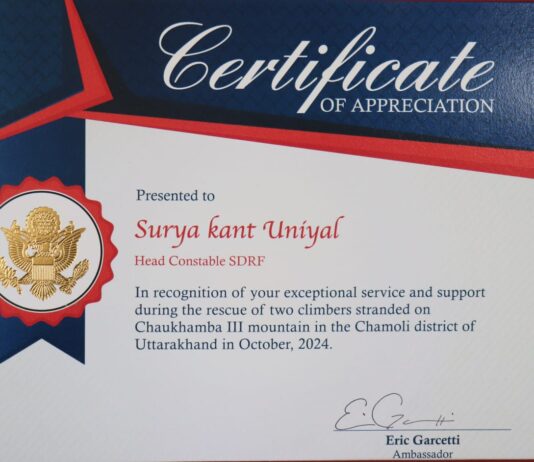 Certificate
OF APPRECIATION
Presented to
Surya kant Uniyal
Head Constable SDRF
In recognition of your exceptional service and support
during the rescue of two climbers stranded on
Chaukhamba III mountain in the Chamoli district of
Uttarakhand in October, 2024.
Eric Garcetti
Ambassador